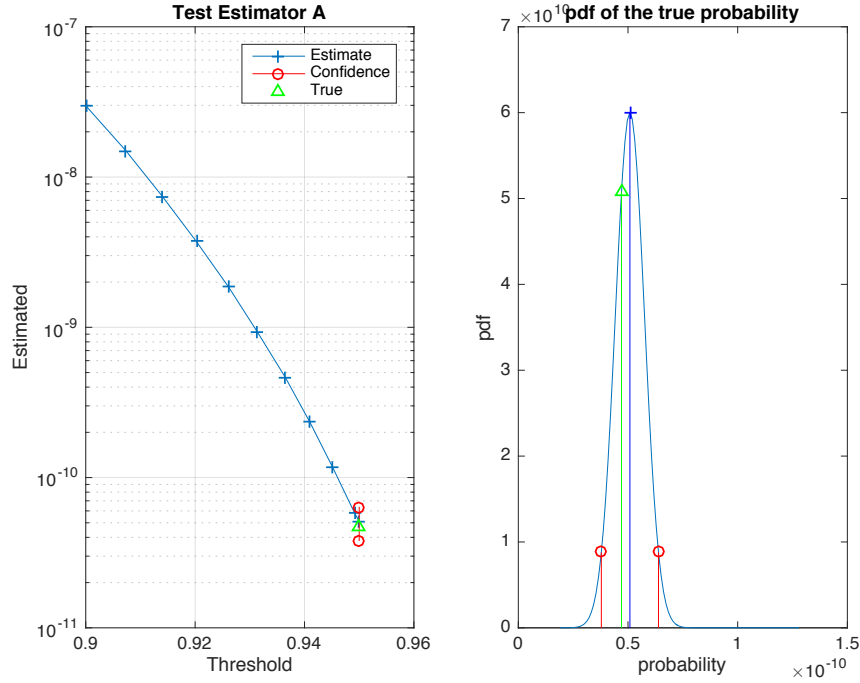 Test Estimator A
10^-7
10^-8
10^-9
10^-10
10^-11
Estimated
0.9
0.92
0.94
0.96
Threshold
Estimate
Confidence
True
×10^10
pdf of the true probability
7
6
5
4
3
2
1
0
pdf
0
0.5
1
1.5
probability
×10^-10